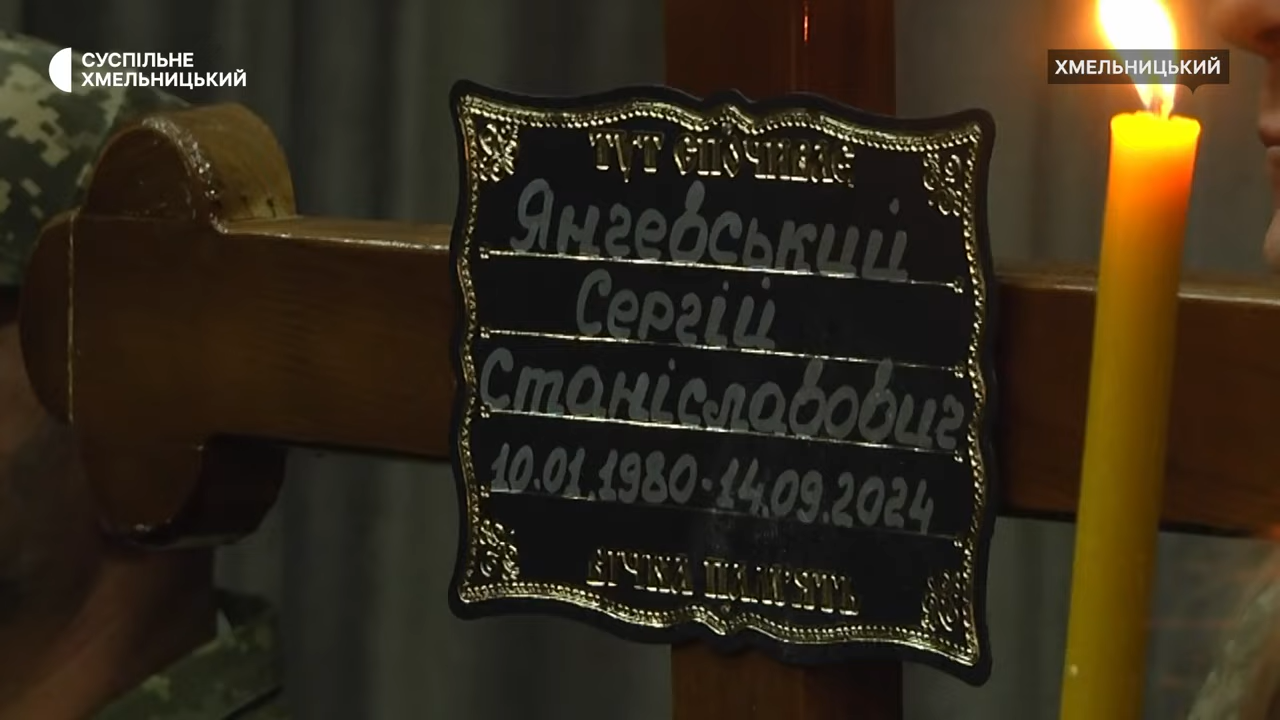 СУСПІЛЬНЕ
ХМЕЛЬНИЦЬКИЙ
ХМЕЛЬНИЦЬКИЙ
ТУТ СПОЧИВАЄ
Янгевський
Сергій
Станіславович
10.01.1980-14.09.2024
ВІЧНА ПАМ'ЯТЬ